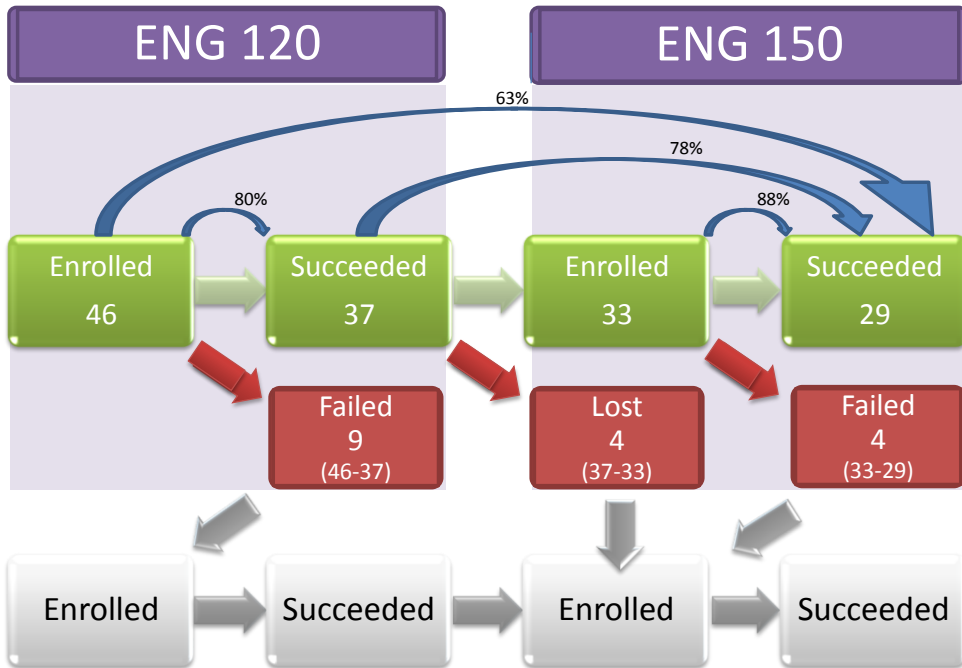 ENG 120
ENG 150
63%
78%
80%
88%
Enrolled
46
Succeeded
37
Enrolled
33
Succeeded
29
Failed
9
(46-37)
Lost
4
(37-33)
Failed
4
(33-29)
Enrolled
Succeeded
Enrolled
Succeeded